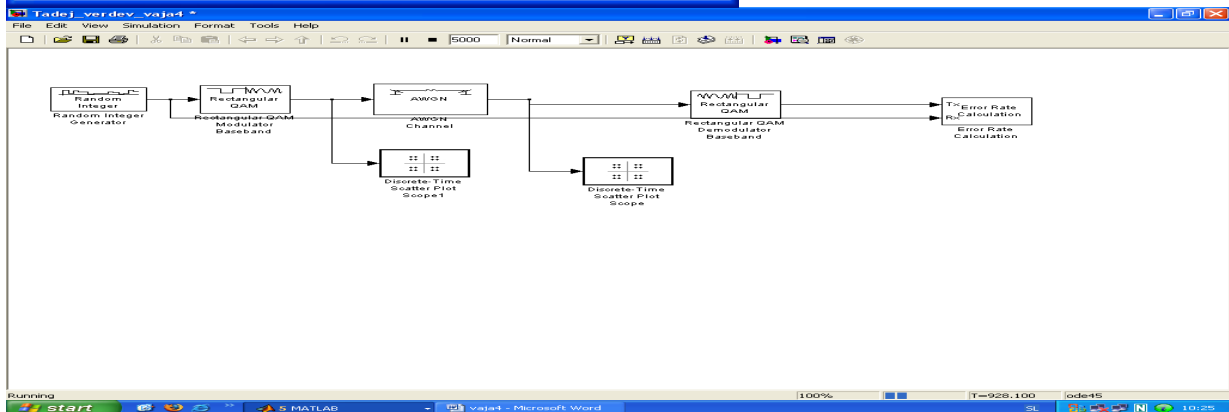 Tadej_verdev_vaja4 *
File Edit View Simulation Format Tools Help
5000 Normal
Random Integer
Random Integer Generator
Rectangular QAM
Rectangular QAM Modulator Baseband
AWGN
AWGN Channel
Rectangular QAM
Rectangular QAM Demodulator Baseband
Tx
Rx
Error Rate Calculation
Error Rate Calculation
Discrete-Time Scatter Plot Scope1
Discrete-Time Scatter Plot Scope
Running 100% T=928.100 ode45
start 5 MATLAB vaja4 - Microsoft Word SL N 10:25